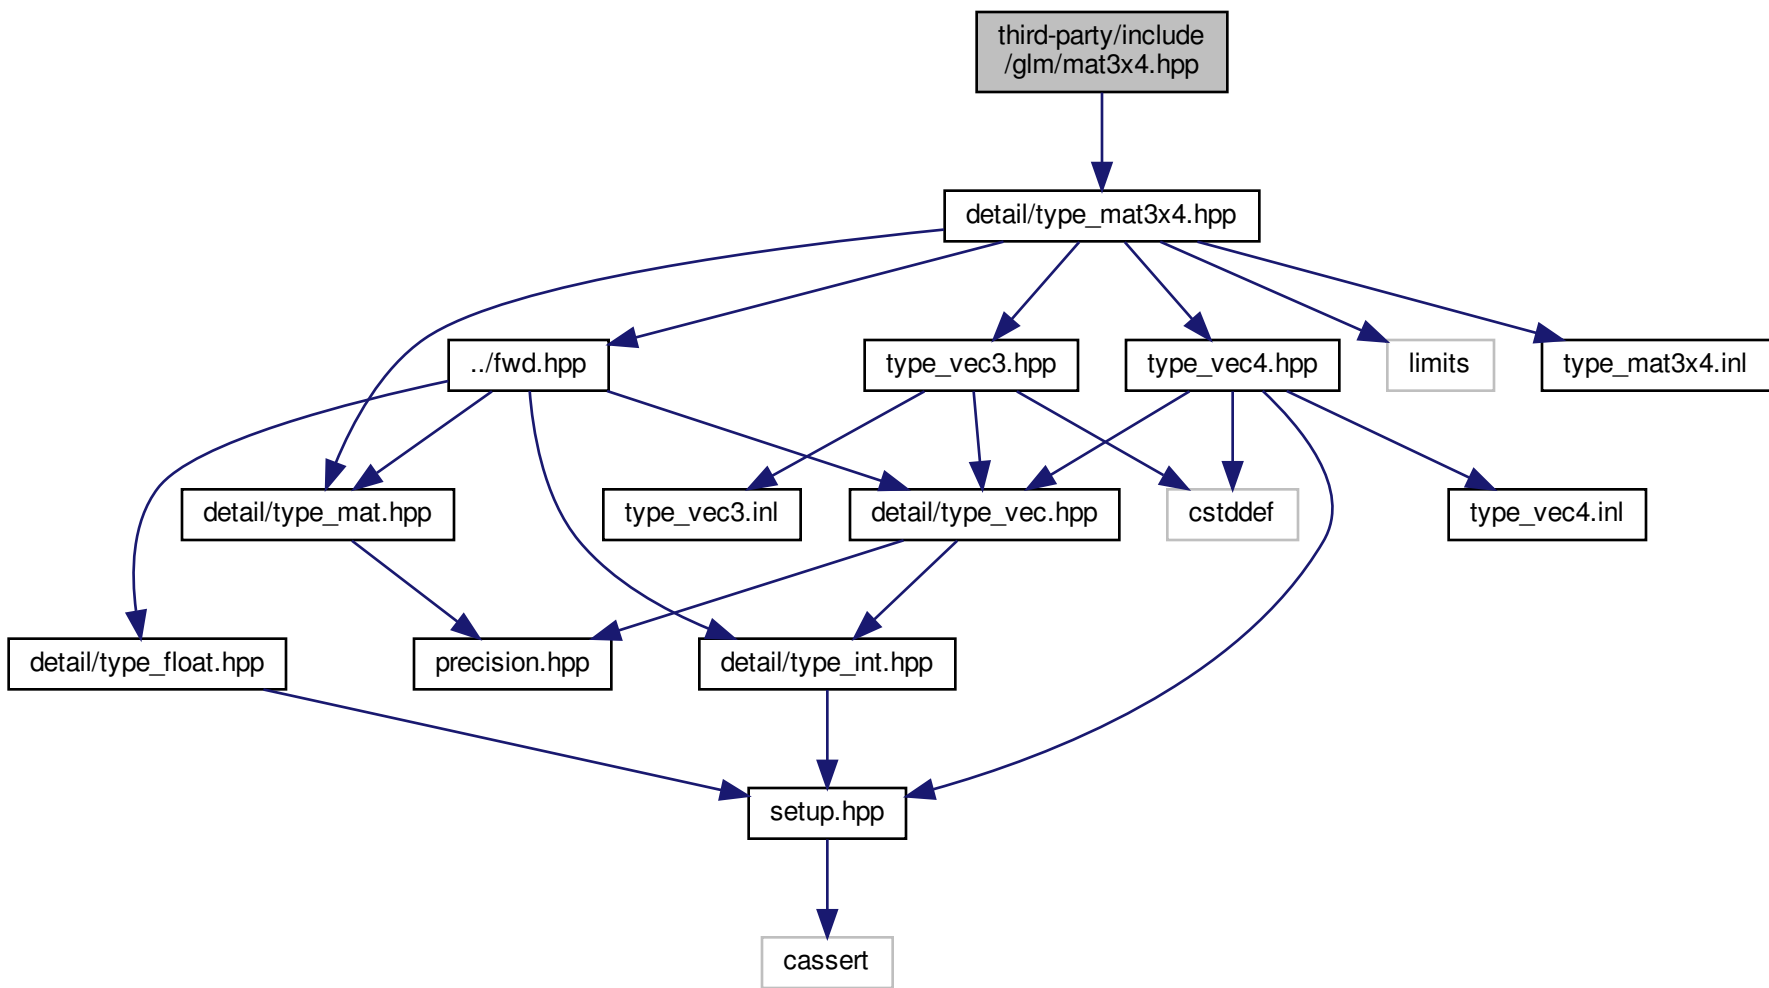 third-party/include
/glm/mat3x4.hpp
detail/type_mat3x4.hpp
../fwd.hpp
type_vec3.hpp
type_vec4.hpp
limits
type_mat3x4.inl
detail/type_mat.hpp
type_vec3.inl
detail/type_vec.hpp
cstddef
type_vec4.inl
detail/type_float.hpp
precision.hpp
detail/type_int.hpp
setup.hpp
cassert